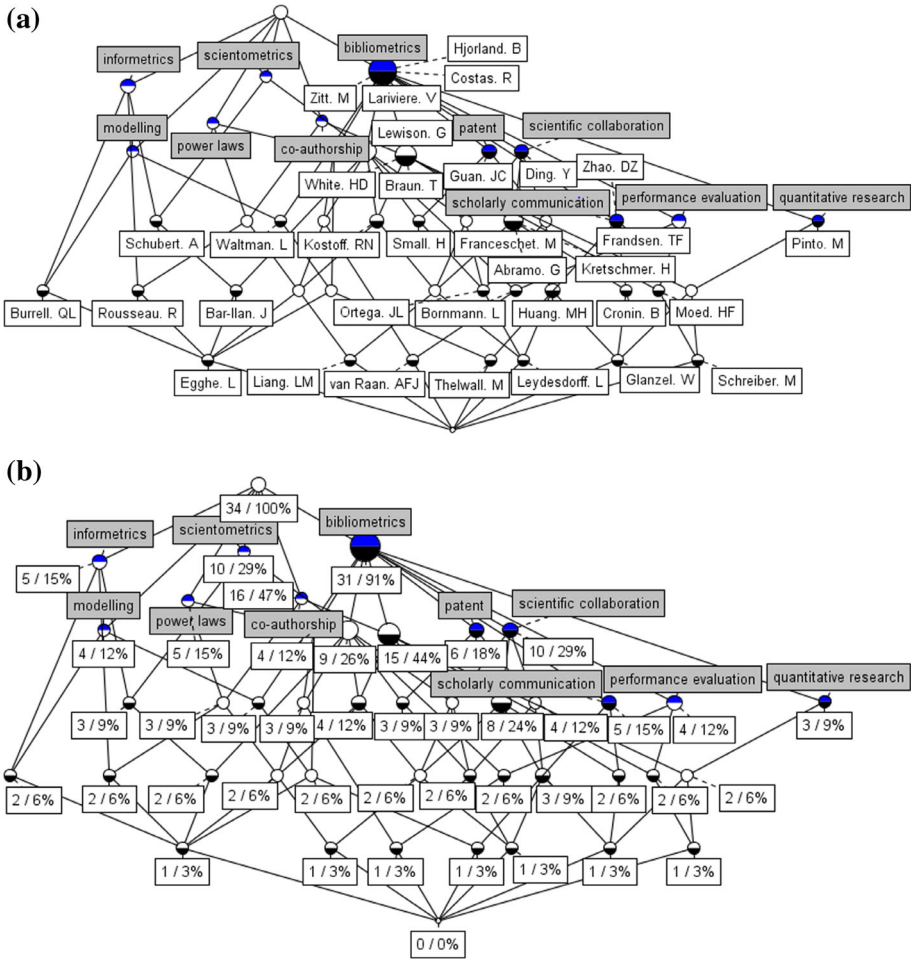 (a)
Hjorland. B
bibliometrics
scientometrics
informetrics
Costas. R
Zitt. M
Lariviere. V
Lewison. G
modelling
patent
scientific collaboration
power laws
co-authorship
Guan. JC
Ding. Y
Zhao. DZ
White. HD
Braun. T
scholarly communication
performance evaluation
quantitative research
Schubert. A
Waltman. L
Kostoff. RN
Small. H
Franceschet. M
Frandsen. TF
Pinto. M
Abramo. G
Kretschmer. H
Burrell. QL
Rousseau. R
Bar-Ilan. J
Ortega. JL
Bornmann. L
Huang. MH
Cronin. B
Moed. HF
Egghe. L
Liang. LM
van Raan. AFJ
Thelwall. M
Leydesdorff. L
Glanzel. W
Schreiber. M
(b)
34 / 100%
bibliometrics
scientometrics
informetrics
5 / 15%
10 / 29%
31 / 91%
16 / 47%
modelling
patent
scientific collaboration
power laws
co-authorship
4 / 12%
5 / 15%
4 / 12%
9 / 26%
15 / 44%
6 / 18%
10 / 29%
scholarly communication
performance evaluation
quantitative research
3 / 9%
3 / 9%
3 / 9%
3 / 9%
4 / 12%
3 / 9%
3 / 9%
8 / 24%
4 / 12%
5 / 15%
4 / 12%
3 / 9%
2 / 6%
2 / 6%
2 / 6%
2 / 6%
2 / 6%
2 / 6%
2 / 6%
2 / 6%
3 / 9%
2 / 6%
2 / 6%
2 / 6%
1 / 3%
1 / 3%
1 / 3%
1 / 3%
1 / 3%
1 / 3%
1 / 3%
0 / 0%